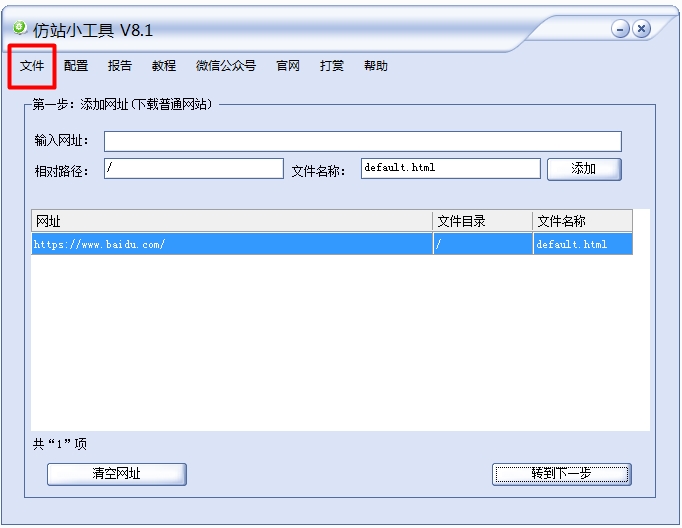 仿站小工具 V8.1
文件 配置 报告 教程 微信公众号 官网 打赏 帮助
第一步：添加网址(下载普通网站)
输入网址：
相对路径： / 文件名称： default.html 添加
网址 文件目录 文件名称
https://www.baidu.com/ / default.html
共“1”项
清空网址 转到下一步